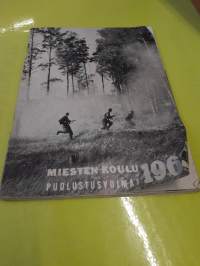 MIESTEN KOULU
PUOLUSTUSVOIMAT 196